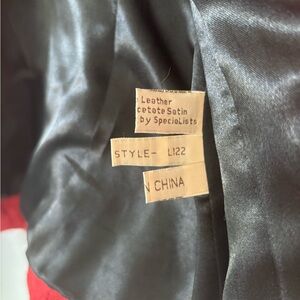 Leather
cetate Satin
by Specialists
STYLE- L122
N CHINA